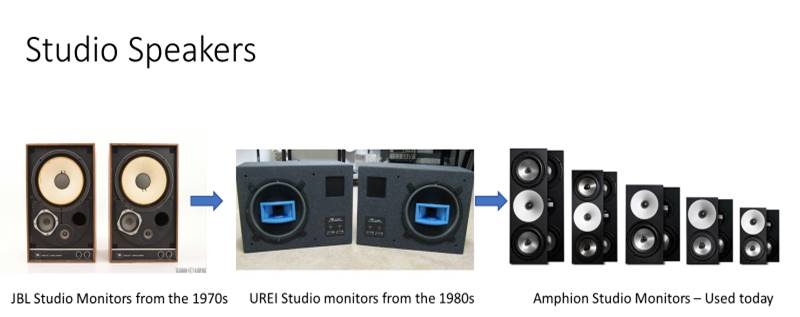 Studio Speakers
JBL Studio Monitors from the 1970s
UREI Studio monitors from the 1980s
Amphion Studio Monitors – Used today